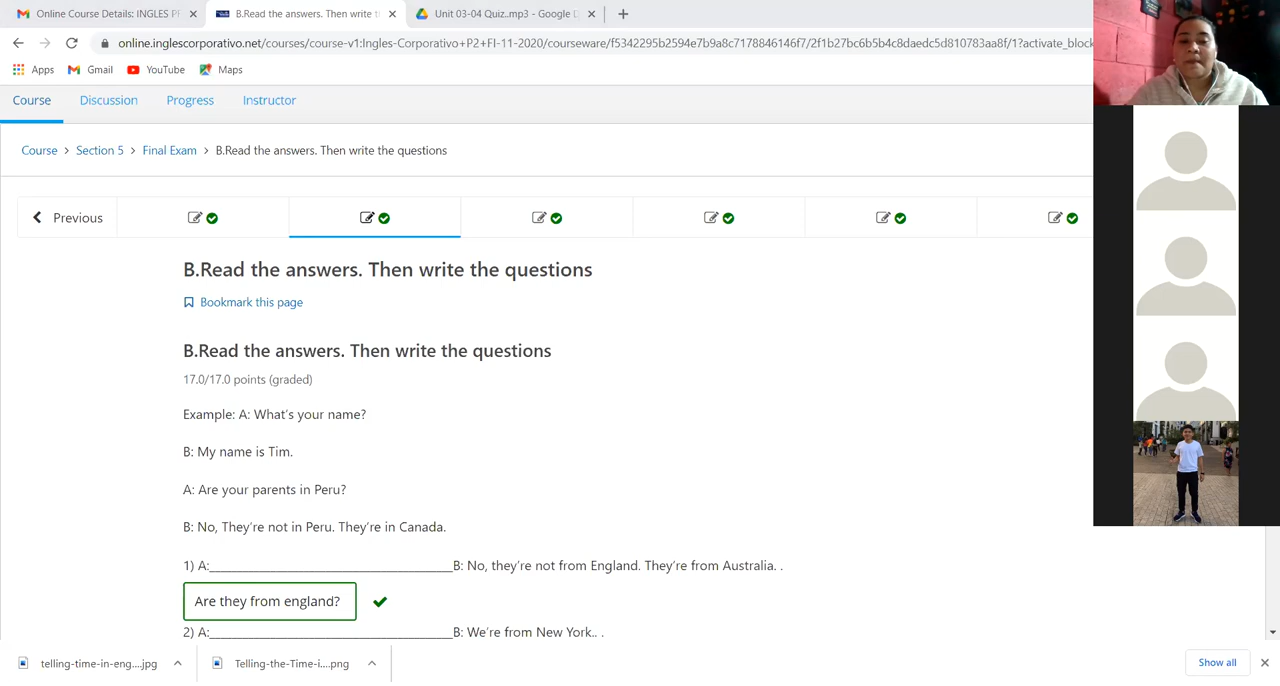 Online Course Details: INGLES P
B.Read the answers. Then write t
Unit 03-04 Quiz..mp3 - Google D
online.inglescorporativo.net/courses/course-v1:Ingles-Corporativo+P2+FI-11-2020/courseware/f5342295b2594e7b9a8c7178846146f7/2f1b27bc6b5b4c8daedc5d810783aa8f/1?activate_block
Apps Gmail YouTube Maps
Course Discussion Progress Instructor
Course > Section 5 > Final Exam > B.Read the answers. Then write the questions
Previous
B.Read the answers. Then write the questions
Bookmark this page
B.Read the answers. Then write the questions
17.0/17.0 points (graded)
Example: A: What's your name?
B: My name is Tim.
A: Are your parents in Peru?
B: No, They're not in Peru. They're in Canada.
1) A:________________________________B: No, they're not from England. They're from Australia. .
Are they from england?
2) A:________________________________B: We're from New York.. .
telling-time-in-eng....jpg
Telling-the-Time-i....png
Show all